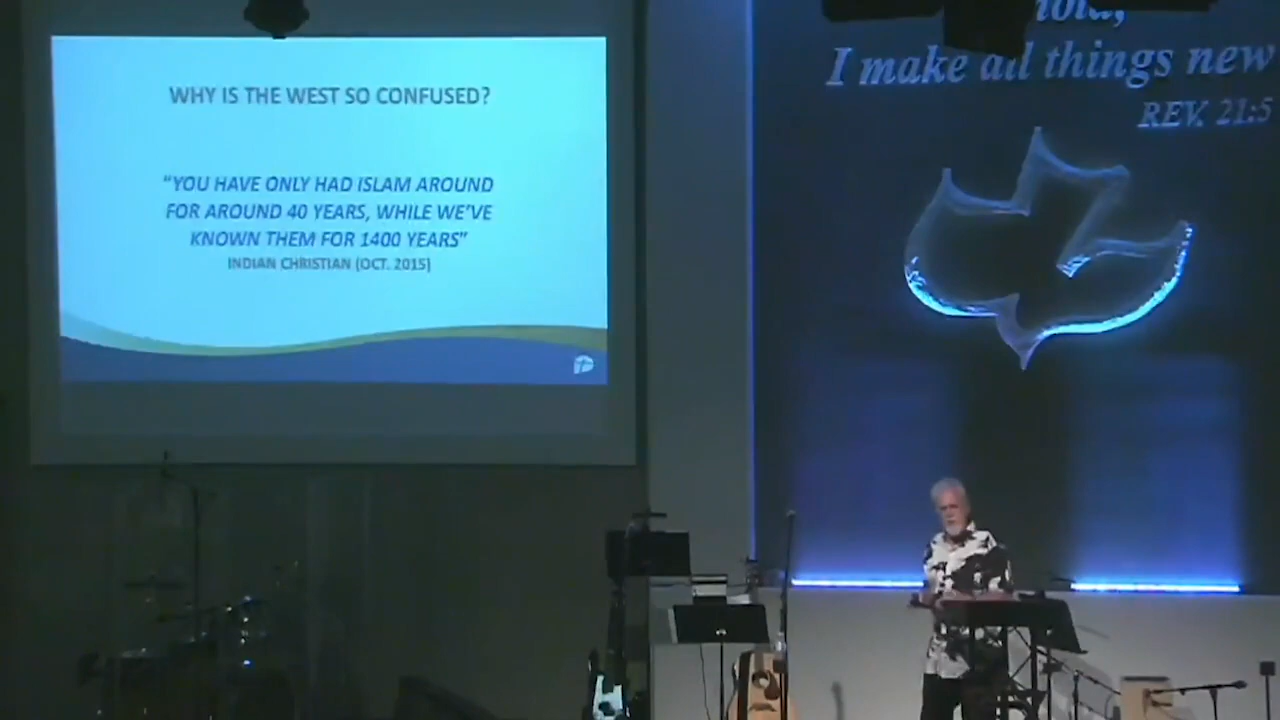 WHY IS THE WEST SO CONFUSED?
"YOU HAVE ONLY HAD ISLAM AROUND
FOR AROUND 40 YEARS, WHILE WE'VE
KNOWN THEM FOR 1400 YEARS"
INDIAN CHRISTIAN (OCT. 2015)
I make all things new
REV. 21:5